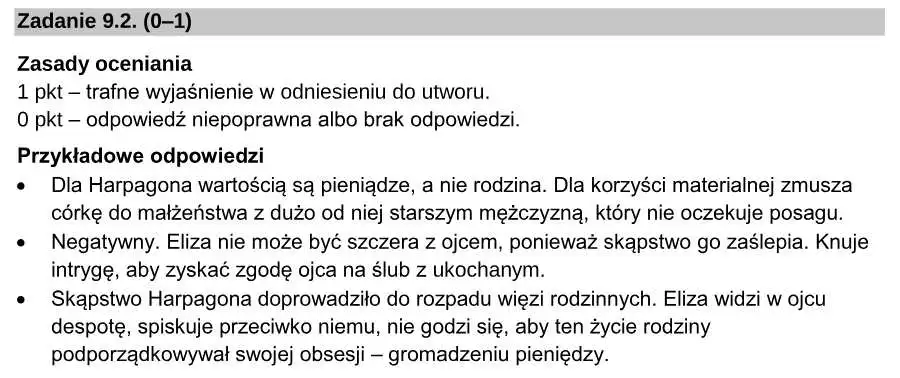 Zadanie 9.2. (0–1)
Zasady oceniania
1 pkt – trafne wyjaśnienie w odniesieniu do utworu.
0 pkt – odpowiedź niepoprawna albo brak odpowiedzi.
Przykładowe odpowiedzi
• Dla Harpagona wartością są pieniądze, a nie rodzina. Dla korzyści materialnej zmusza
córkę do małżeństwa z dużo od niej starszym mężczyzną, który nie oczekuje posagu.
• Negatywny. Eliza nie może być szczera z ojcem, ponieważ skąpstwo go zaślepia. Knuje
intrygę, aby zyskać zgodę ojca na ślub z ukochanym.
• Skąpstwo Harpagona doprowadziło do rozpadu więzi rodzinnych. Eliza widzi w ojcu
despotę, spiskuje przeciwko niemu, nie godzi się, aby ten życie rodziny
podporządkowywał swojej obsesji – gromadzeniu pieniędzy.